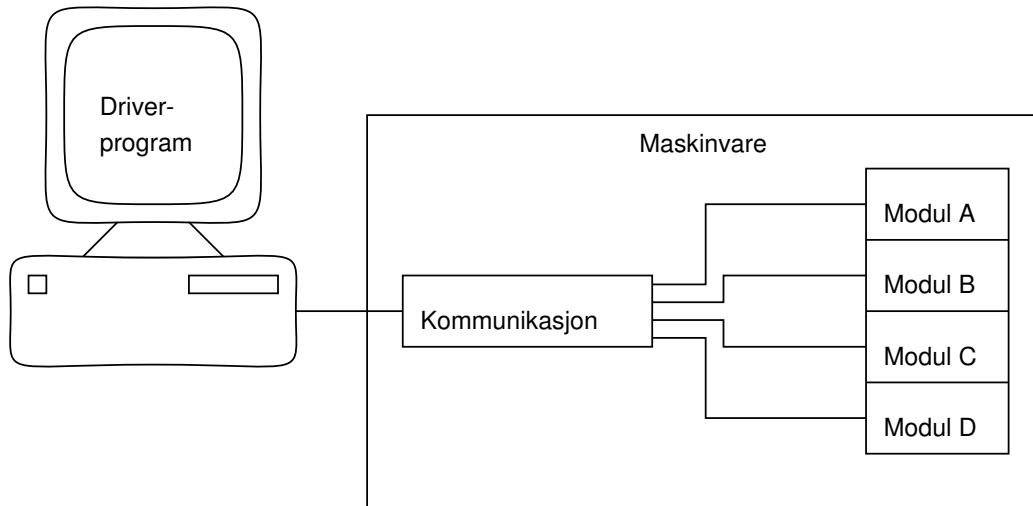 Driver-
program
Maskinvare
Modul A
Modul B
Kommunikasjon
Modul C
Modul D